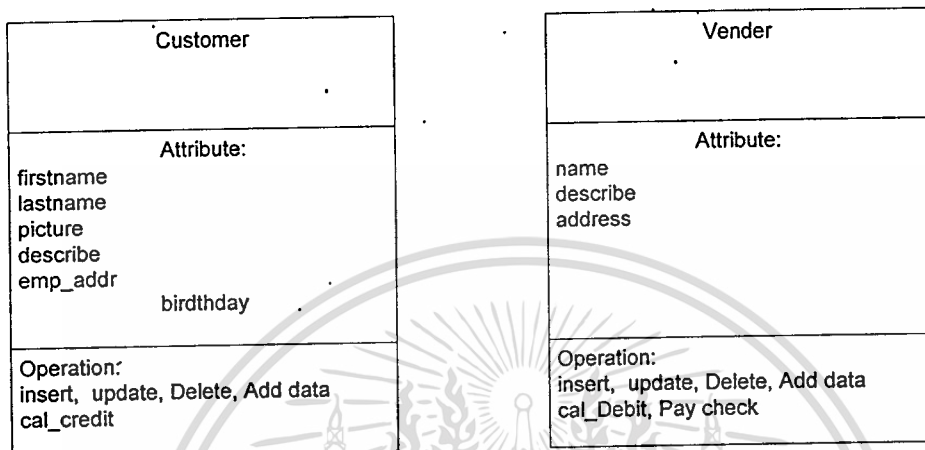 Customer
Attribute:
firstname
lastname
picture
describe
emp_addr
birdthday
Operation:
insert, update, Delete, Add data
cal_credit
Vender
Attribute:
name
describe
address
Operation:
insert, update, Delete, Add data
cal_Debit, Pay check